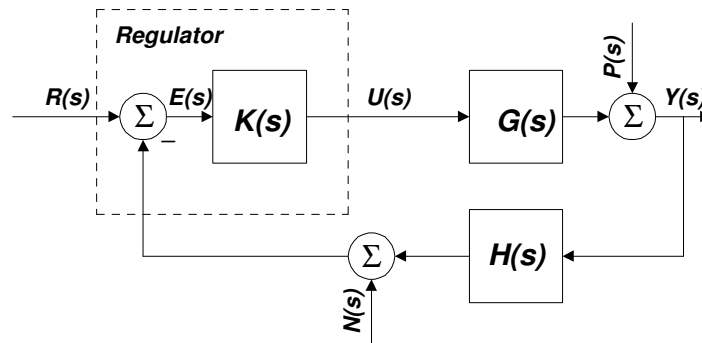 Regulator
P(s)
R(s)
Σ
E(s)
K(s)
U(s)
G(s)
Σ
Y(s)
–
H(s)
Σ
N(s)